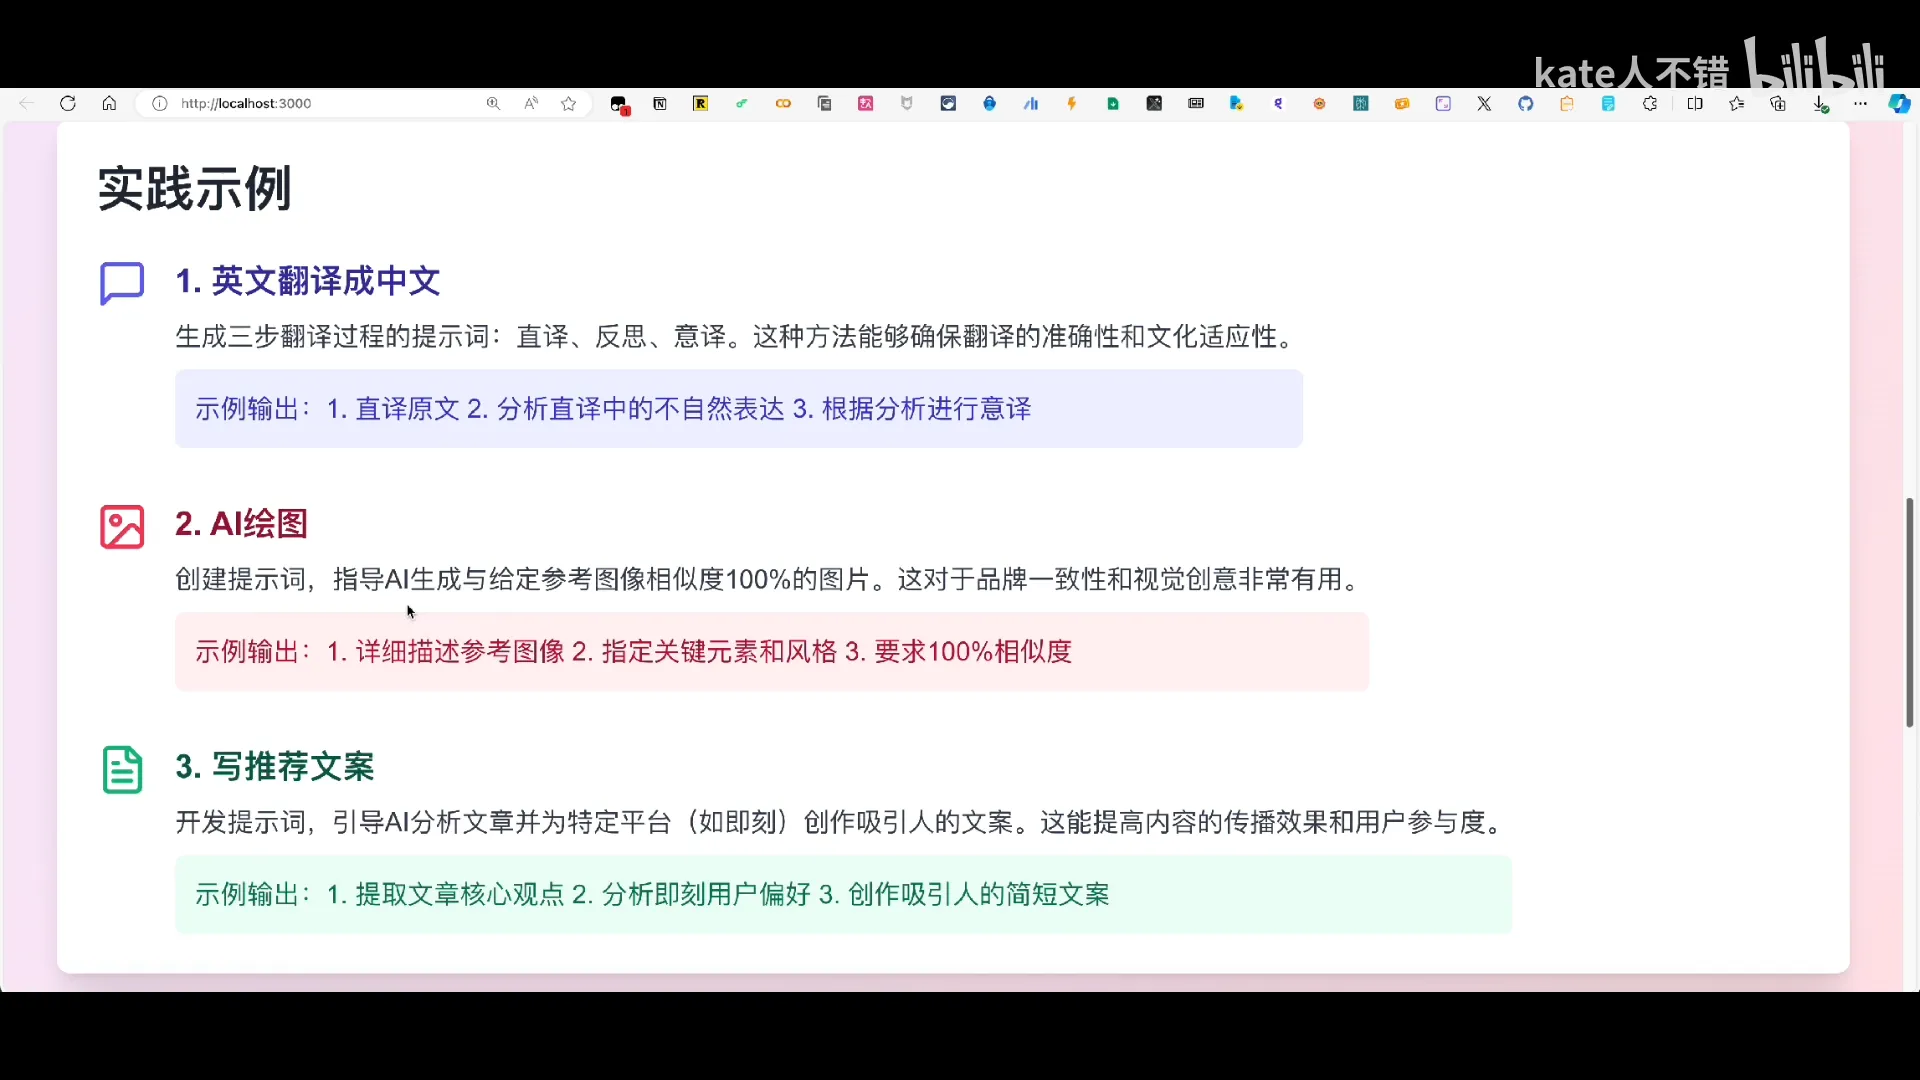 kate人不错 bilibili
http://localhost:3000
实践示例
1. 英文翻译成中文
生成三步翻译过程的提示词：直译、反思、意译。这种方法能够确保翻译的准确性和文化适应性。
示例输出：1. 直译原文 2. 分析直译中的不自然表达 3. 根据分析进行意译
2. AI绘图
创建提示词，指导AI生成与给定参考图像相似度100%的图片。这对于品牌一致性和视觉创意非常有用。
示例输出：1. 详细描述参考图像 2. 指定关键元素和风格 3. 要求100%相似度
3. 写推荐文案
开发提示词，引导AI分析文章并为特定平台（如即刻）创作吸引人的文案。这能提高内容的传播效果和用户参与度。
示例输出：1. 提取文章核心观点 2. 分析即刻用户偏好 3. 创作吸引人的简短文案